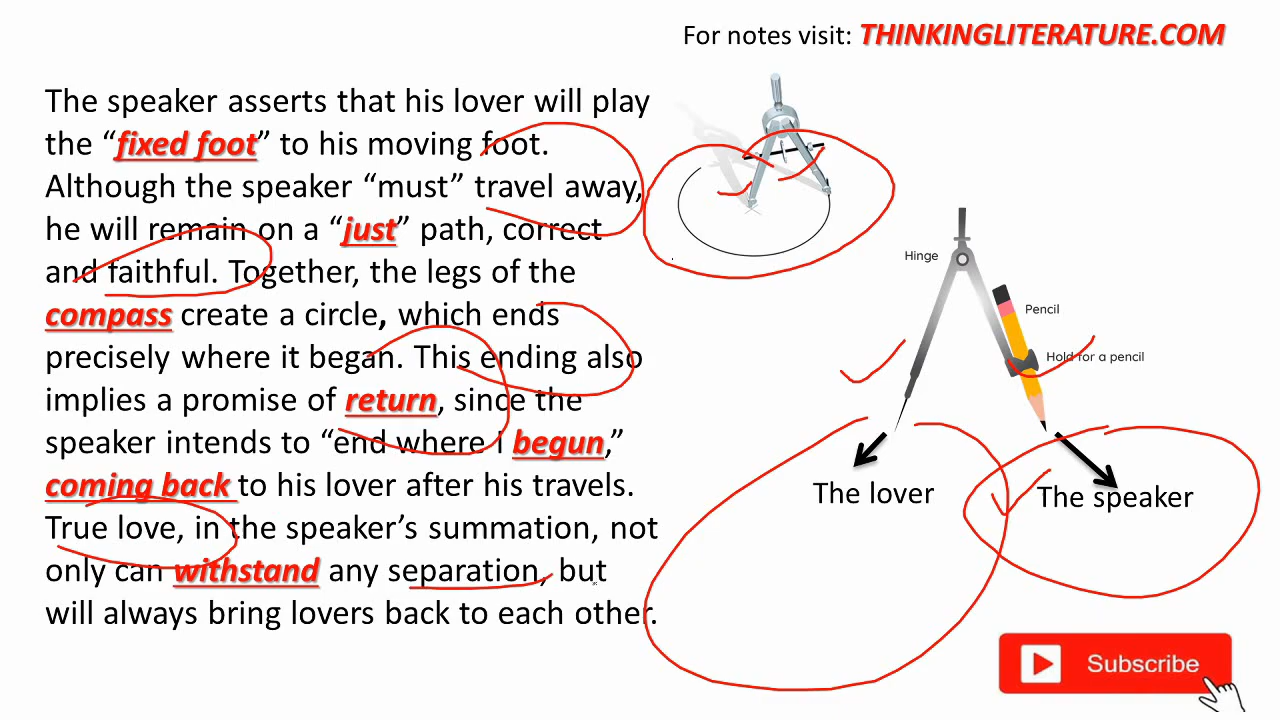 For notes visit: THINKINGLITERATURE.COM
The speaker asserts that his lover will play
the “fixed foot” to his moving foot.
Although the speaker “must” travel away,
he will remain on a “just” path, correct
and faithful. Together, the legs of the
compass create a circle, which ends
precisely where it began. This ending also
implies a promise of return, since the
speaker intends to “end where I begun,”
coming back to his lover after his travels.
True love, in the speaker’s summation, not
only can withstand any separation, but
will always bring lovers back to each other.
Hinge
Pencil
Hold for a pencil
The lover
The speaker
Subscribe